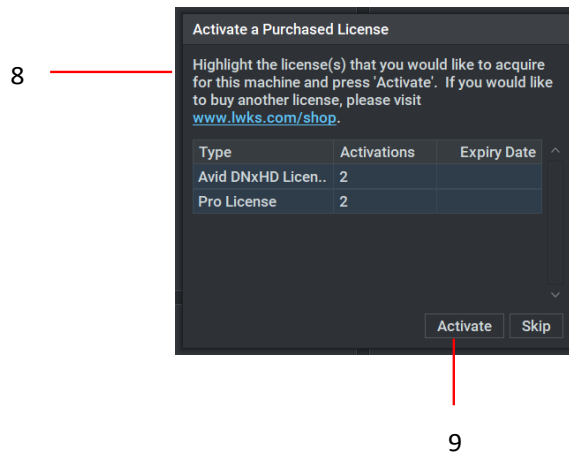 Activate a Purchased License
8
Highlight the license(s) that you would like to acquire
for this machine and press 'Activate'. If you would like
to buy another license, please visit
www.lwks.com/shop.
Type Activations Expiry Date
Avid DNxHD Licen.. 2
Pro License 2
Activate Skip
9